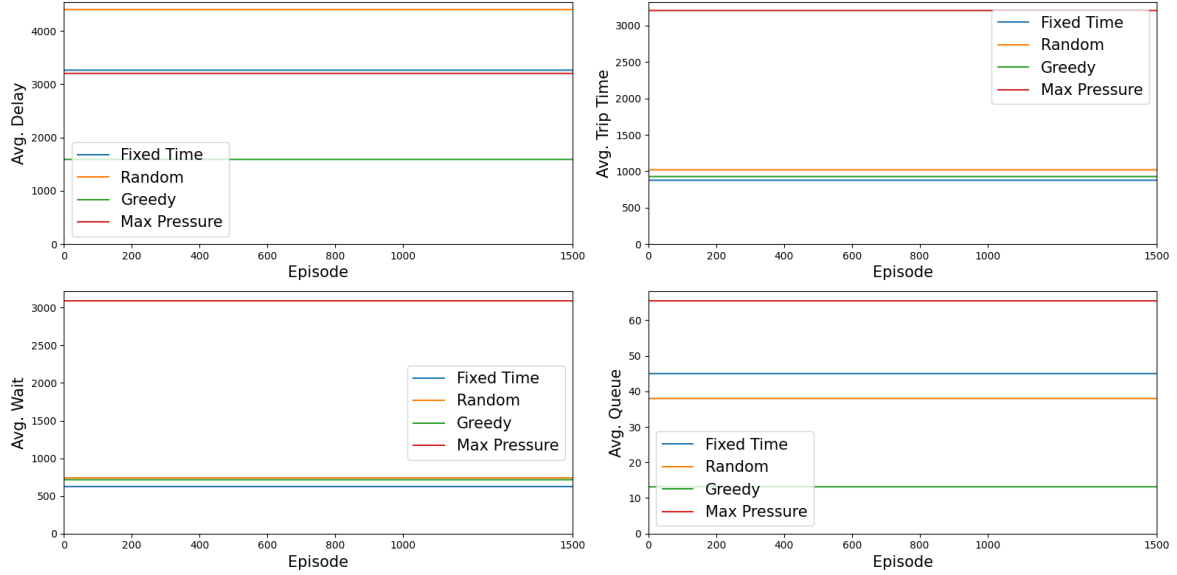 4000
3000
2000
1000
0
Avg. Delay
Fixed Time
Random
Greedy
Max Pressure
0 200 400 600 800 1000 1500
Episode
3000
2500
2000
1500
1000
500
0
Avg. Trip Time
Fixed Time
Random
Greedy
Max Pressure
0 200 400 600 800 1000 1500
Episode
3000
2500
2000
1500
1000
500
0
Avg. Wait
Fixed Time
Random
Greedy
Max Pressure
0 200 400 600 800 1000 1500
Episode
60
50
40
30
20
10
0
Avg. Queue
Fixed Time
Random
Greedy
Max Pressure
0 200 400 600 800 1000 1500
Episode